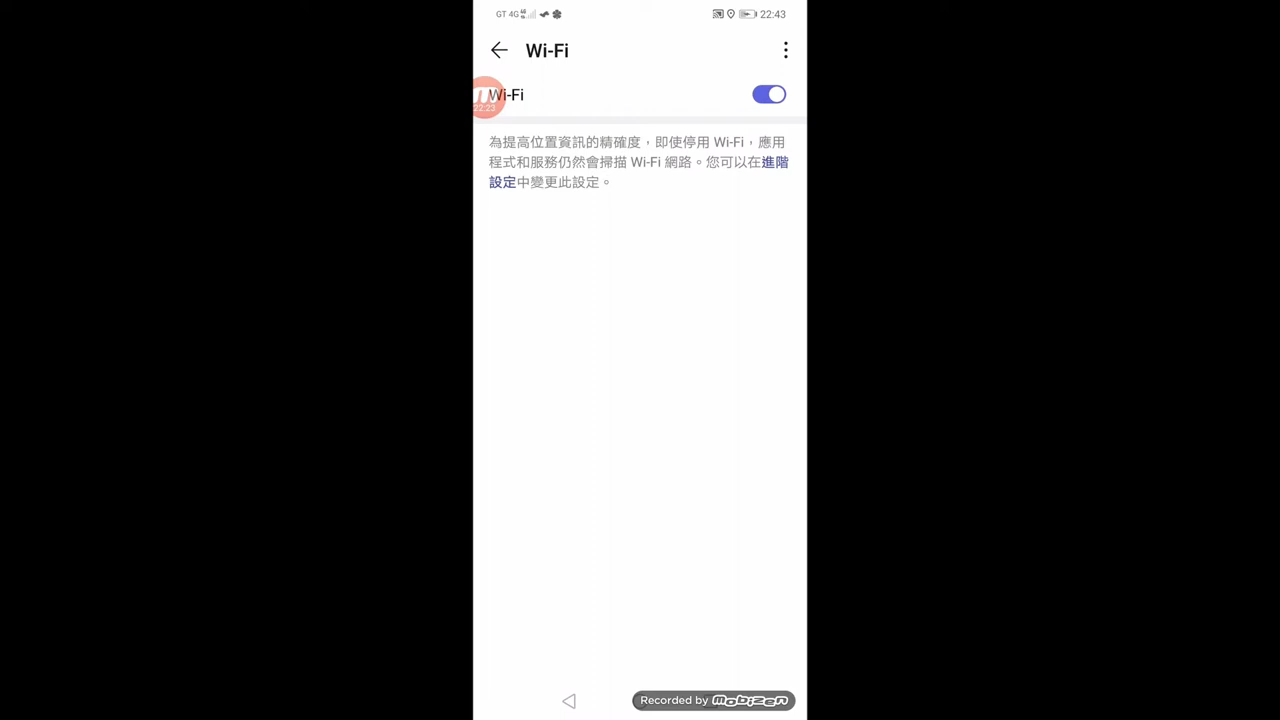 GT 4G 22:43
Wi-Fi
Wi-Fi
22:23
為提高位置資訊的精確度，即使停用 Wi-Fi，應用
程式和服務仍然會掃描 Wi-Fi 網路。您可以在進階
設定中變更此設定。
Recorded by mobizen